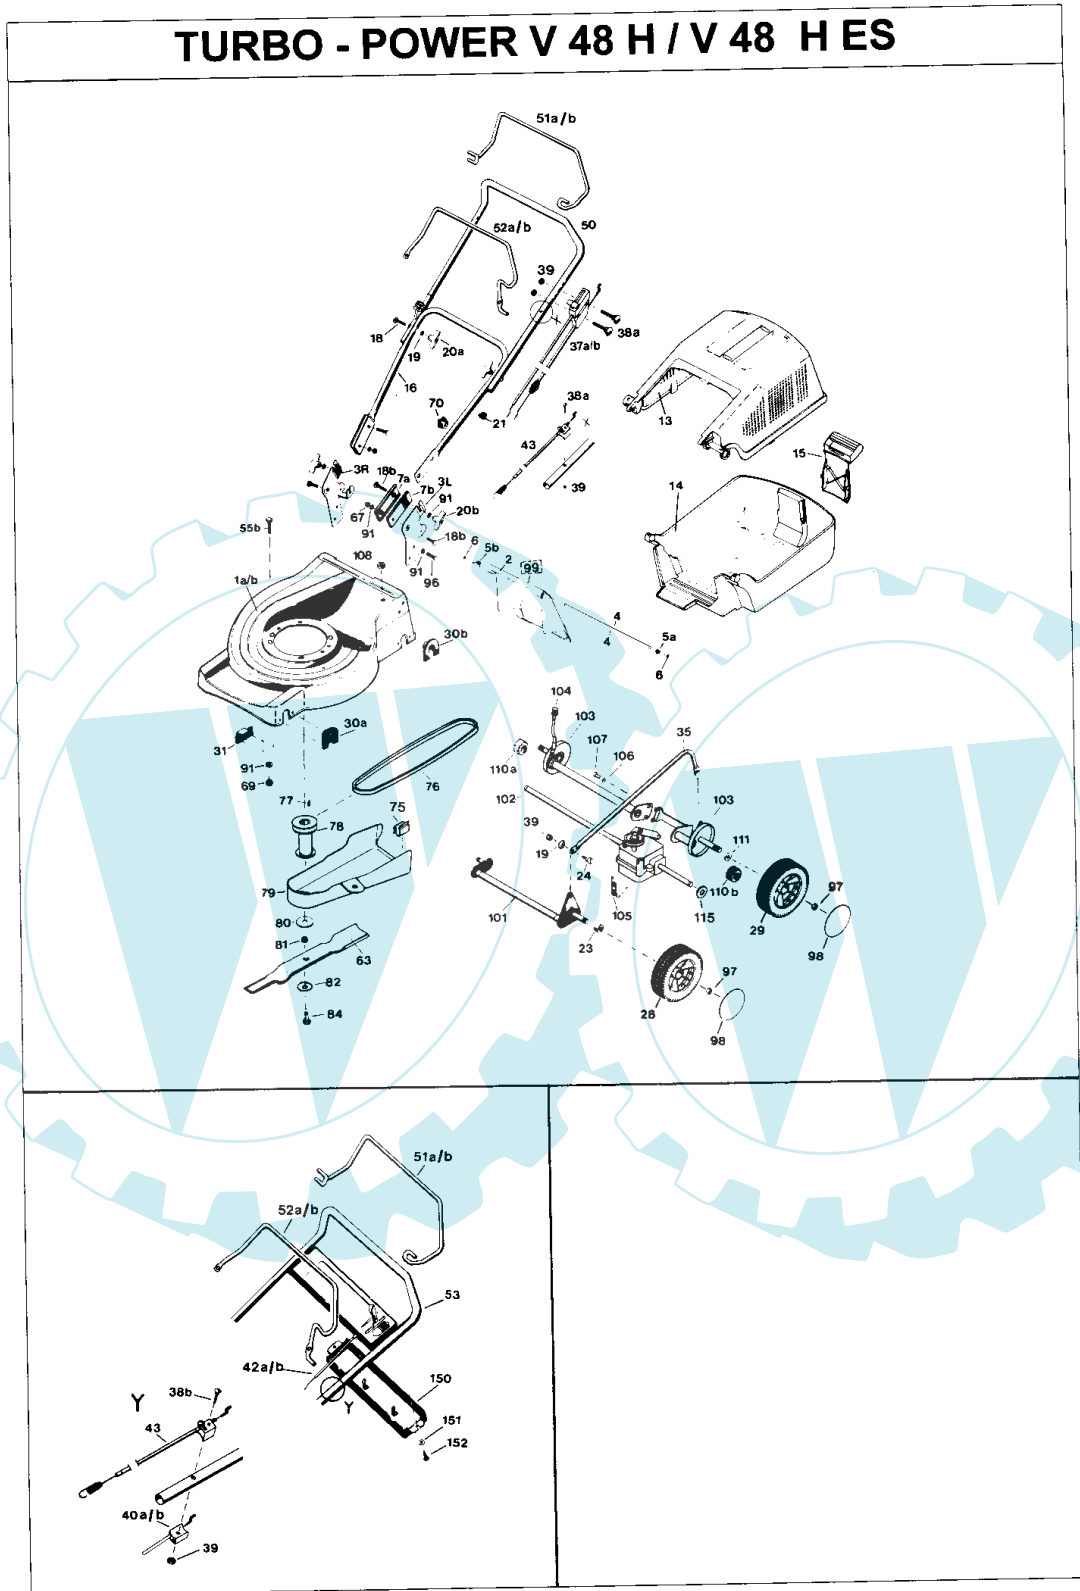 TURBO - POWER V 48 H / V 48 H ES
51a/b
52a/b
50
39
18
19
20a
37a/b
38a
16
70
21
38a
43
13
15
39
14
3R
18b
7a
7b
3L
91
20b
67
91
18b
55b
108
6
5b
2
99
91
96
1a/b
4
4
5a
6
30b
104
103
107
106
35
31
30a
110a
102
91
69
76
77
75
78
39
19
24
103
111
110b
97
79
101
105
115
29
98
80
81
63
23
82
84
97
28
98
51a/b
52a/b
53
42a/b
150
Y
38b
Y
151
152
43
40a/b
39